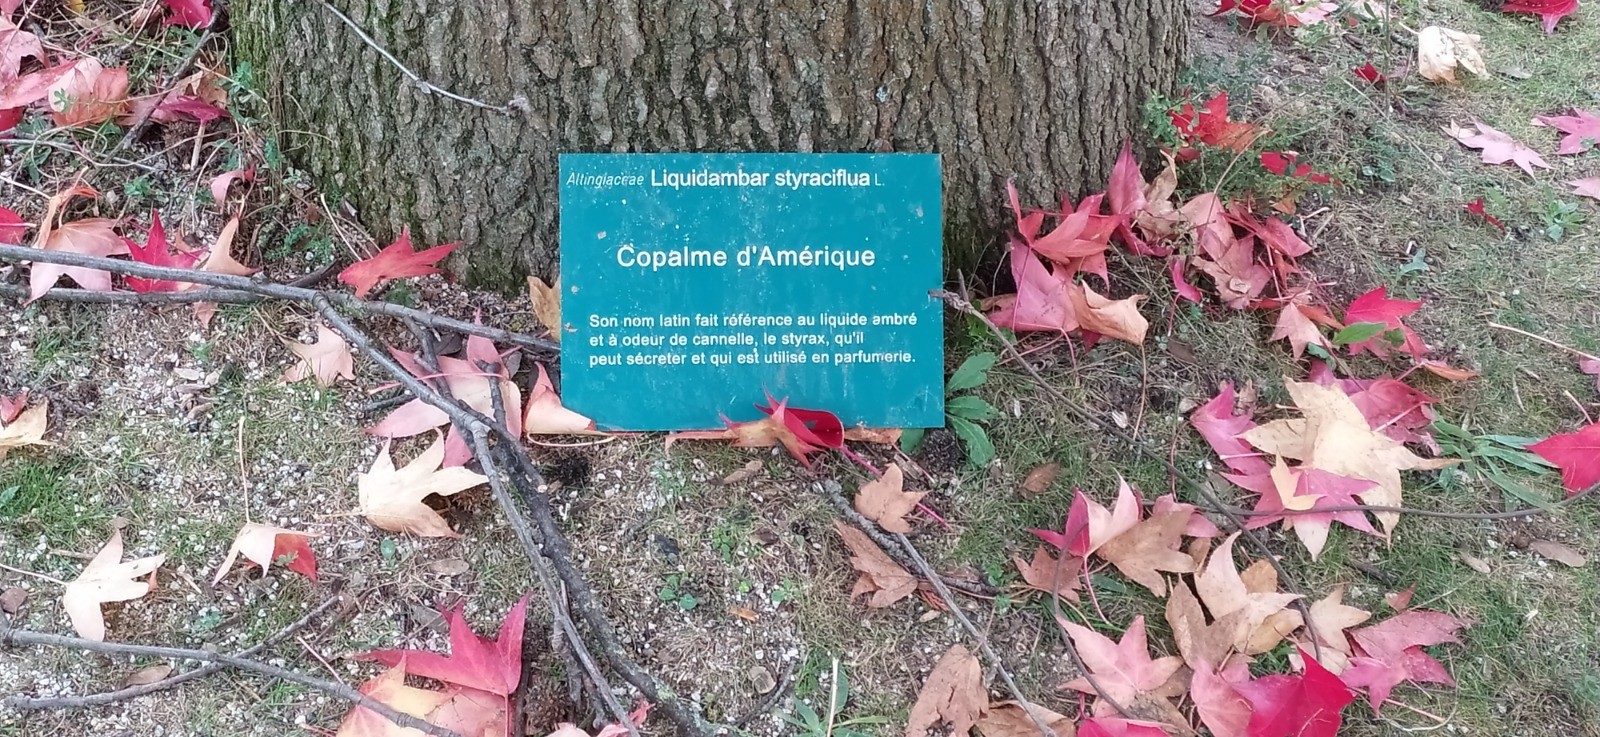 Altingiaceae Liquidambar styraciflua L.
Copalme d'Amérique
Son nom latin fait référence au liquide ambré
et à odeur de cannelle, le styrax, qu'il
peut sécreter et qui est utilisé en parfumerie.